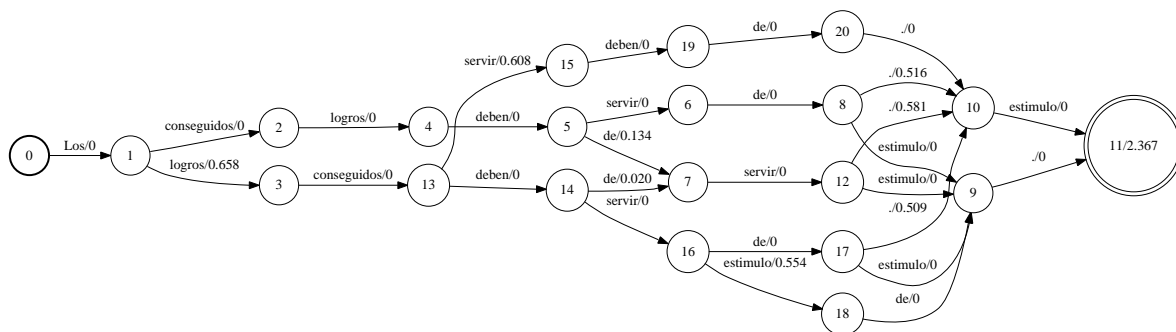 0
Los/0
1
conseguidos/0
logros/0.658
2
logros/0
4
deben/0
3
conseguidos/0
13
servir/0.608
deben/0
15
deben/0
19
de/0
20
./0
5
servir/0
de/0.134
6
de/0
8
./0.516
estimulo/0
14
de/0.020
servir/0
7
servir/0
12
./0.581
estimulo/0
16
de/0
estimulo/0.554
17
./0.509
estimulo/0
18
de/0
10
estimulo/0
9
./0
11/2.367